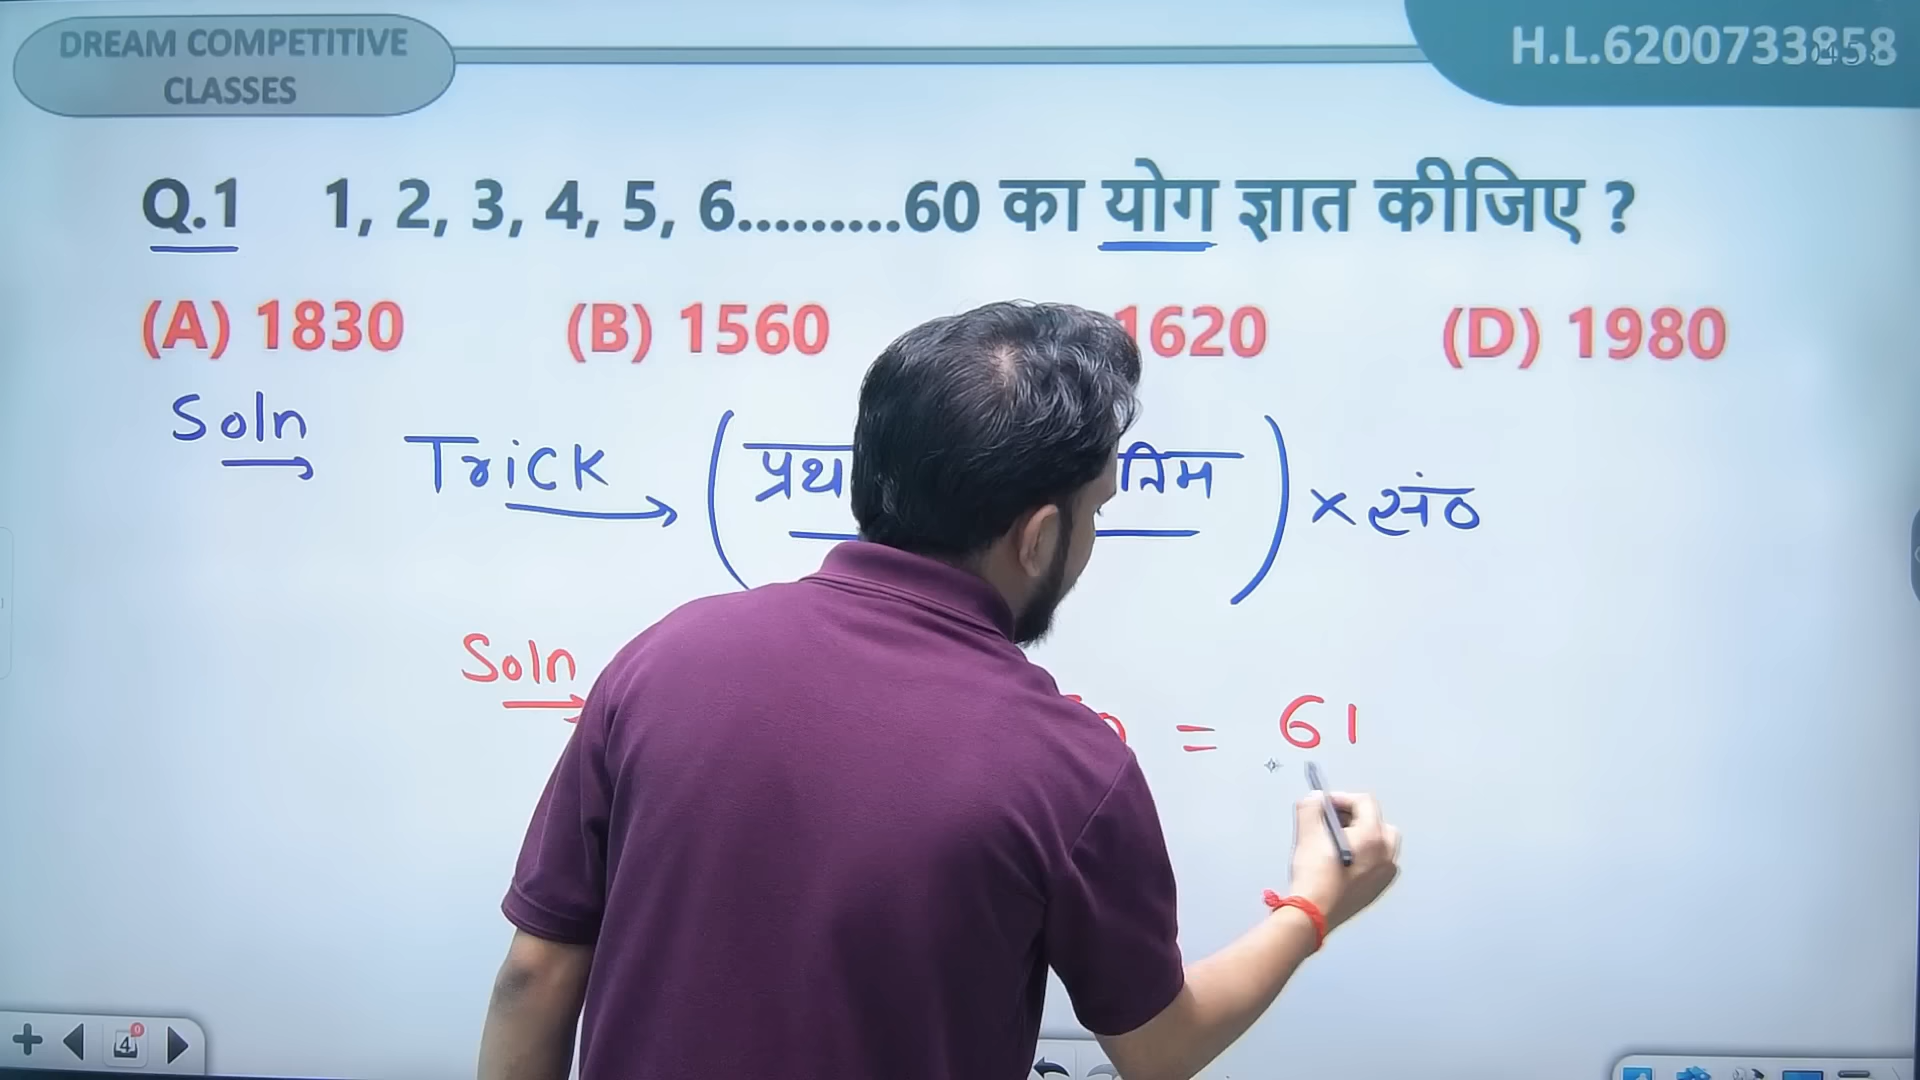 DREAM COMPETITIVE
CLASSES
H.L.6200733858
Q.1 1, 2, 3, 4, 5, 6.........60 का योग ज्ञात कीजिए ?
(A) 1830 (B) 1560 1620 (D) 1980
Soln
Trick ( ) × सं०
Soln
= 61
4